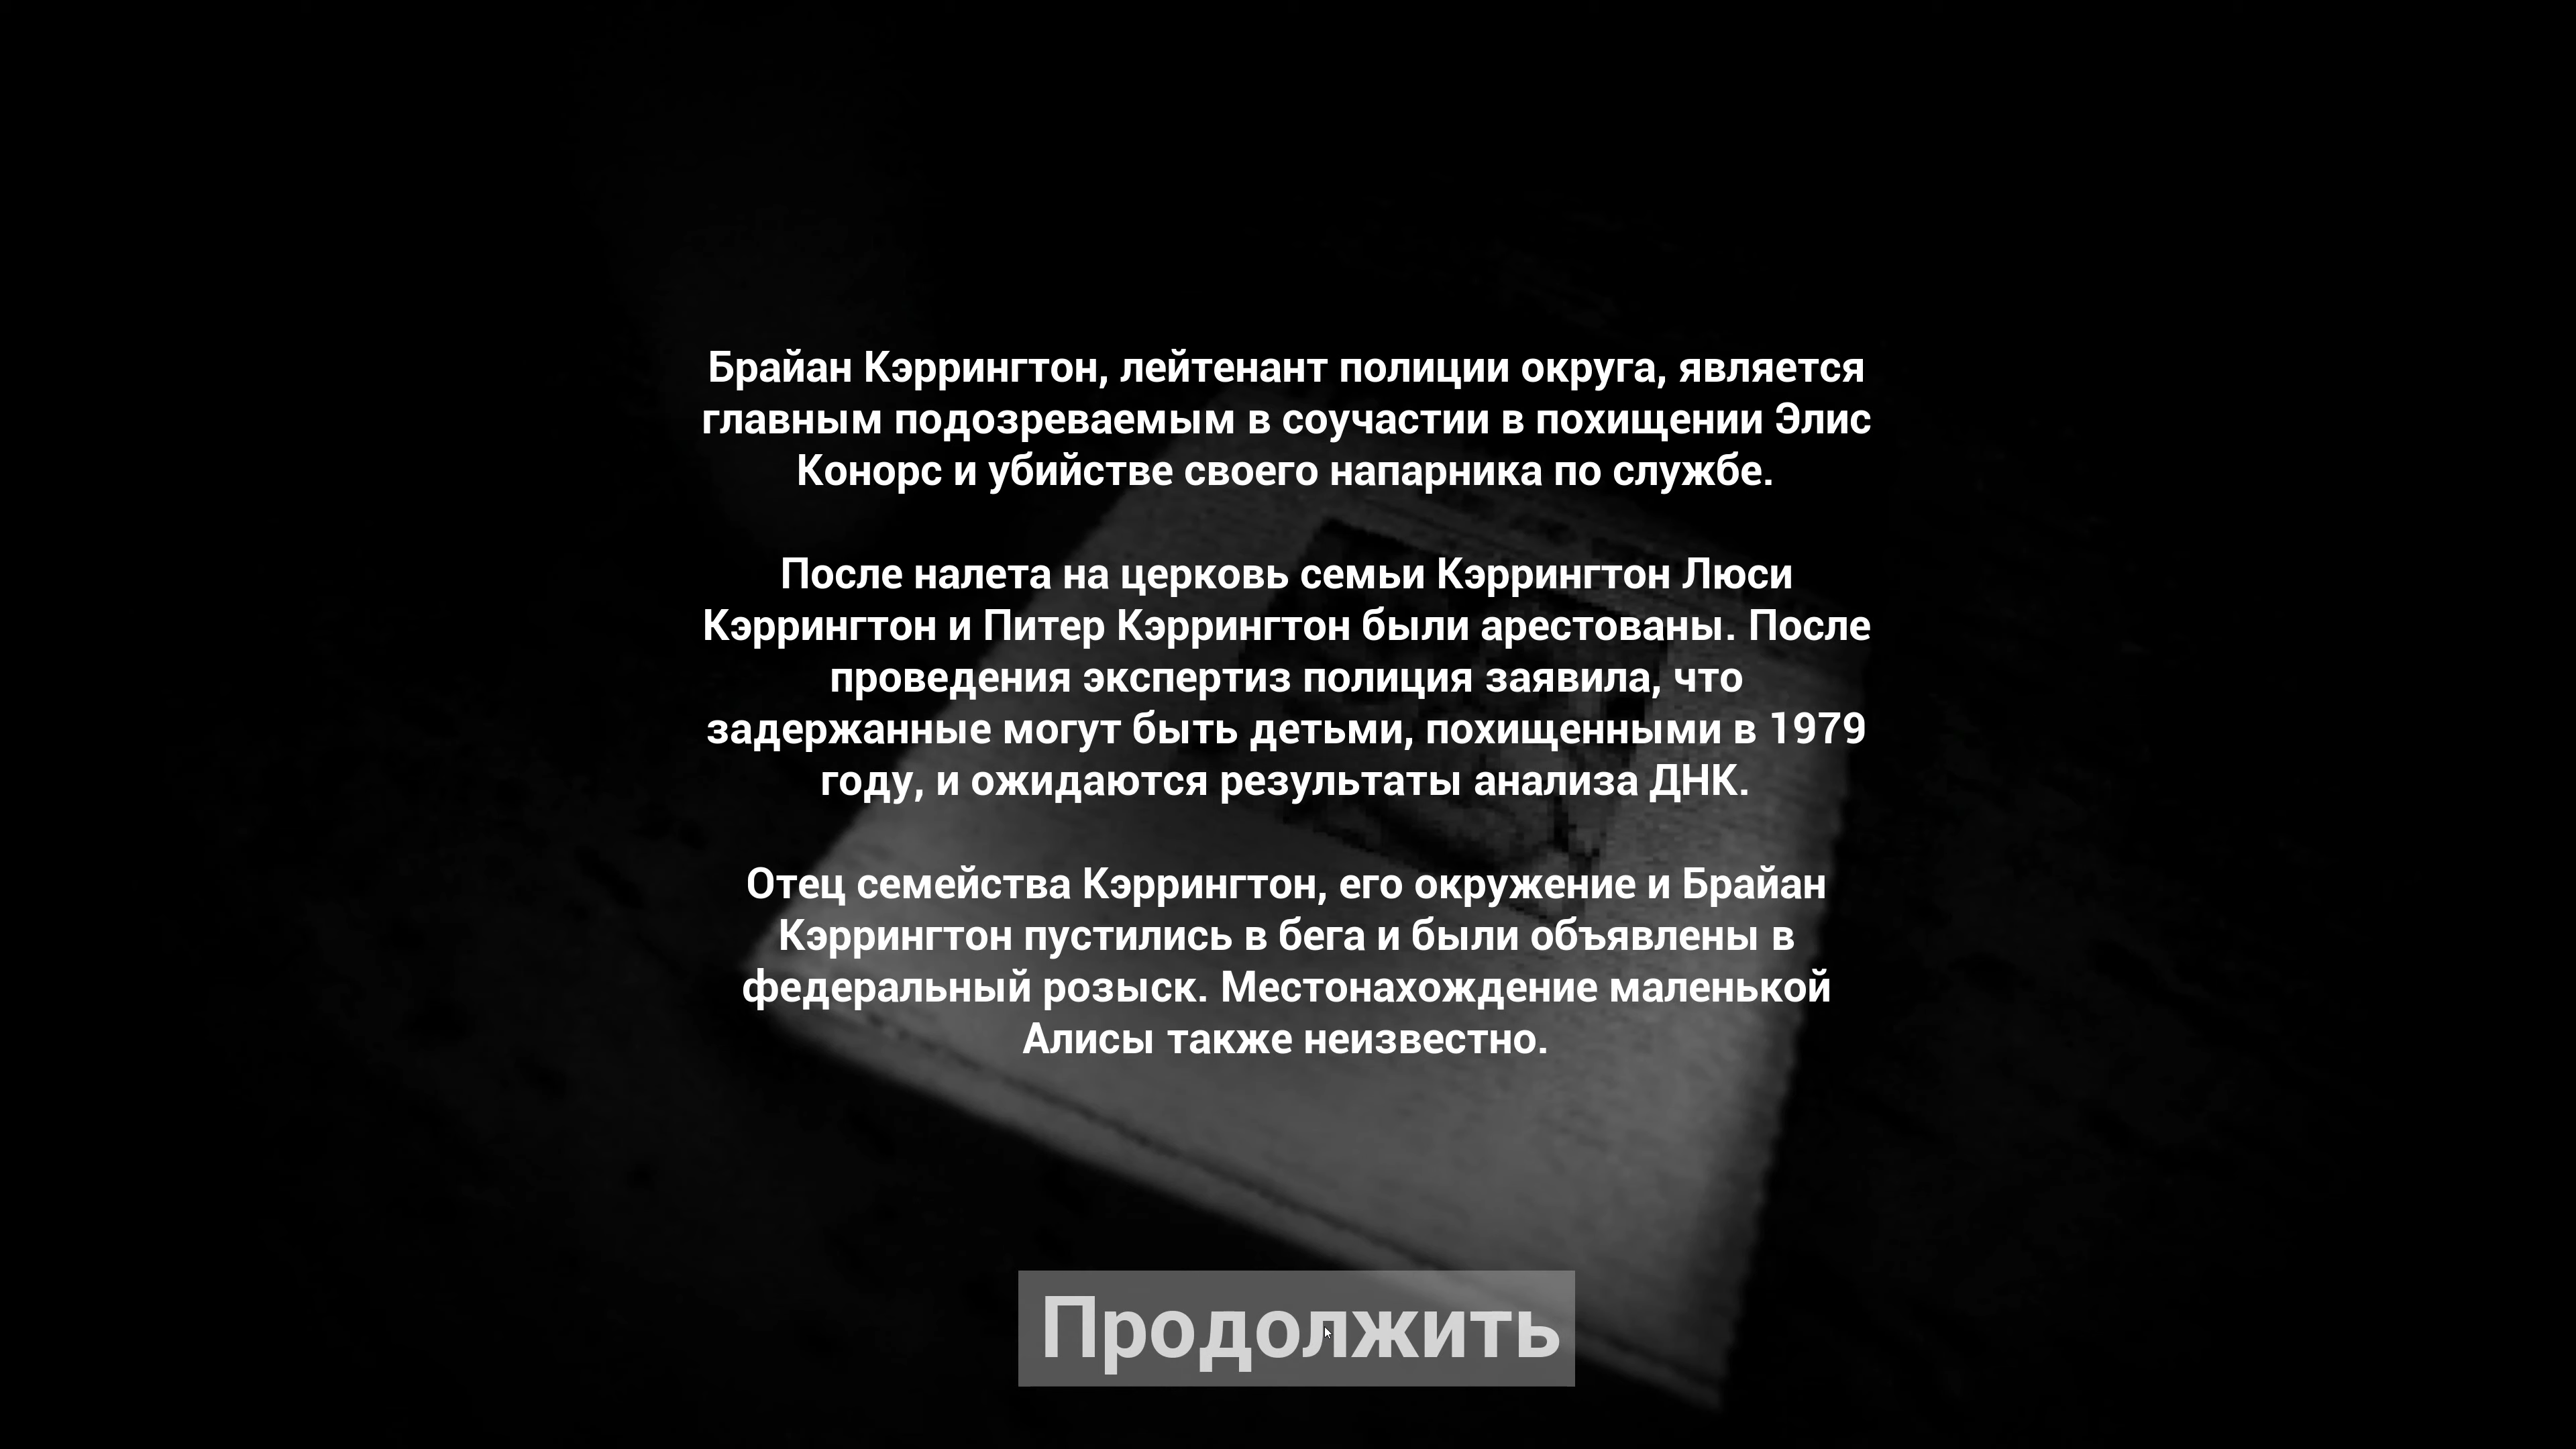 Брайан Кэррингтон, лейтенант полиции округа, является
главным подозреваемым в соучастии в похищении Элис
Конорс и убийстве своего напарника по службе.
После налета на церковь семьи Кэррингтон Люси
Кэррингтон и Питер Кэррингтон были арестованы. После
проведения экспертиз полиция заявила, что
задержанные могут быть детьми, похищенными в 1979
году, и ожидаются результаты анализа ДНК.
Отец семейства Кэррингтон, его окружение и Брайан
Кэррингтон пустились в бега и были объявлены в
федеральный розыск. Местонахождение маленькой
Алисы также неизвестно.
Продолжить